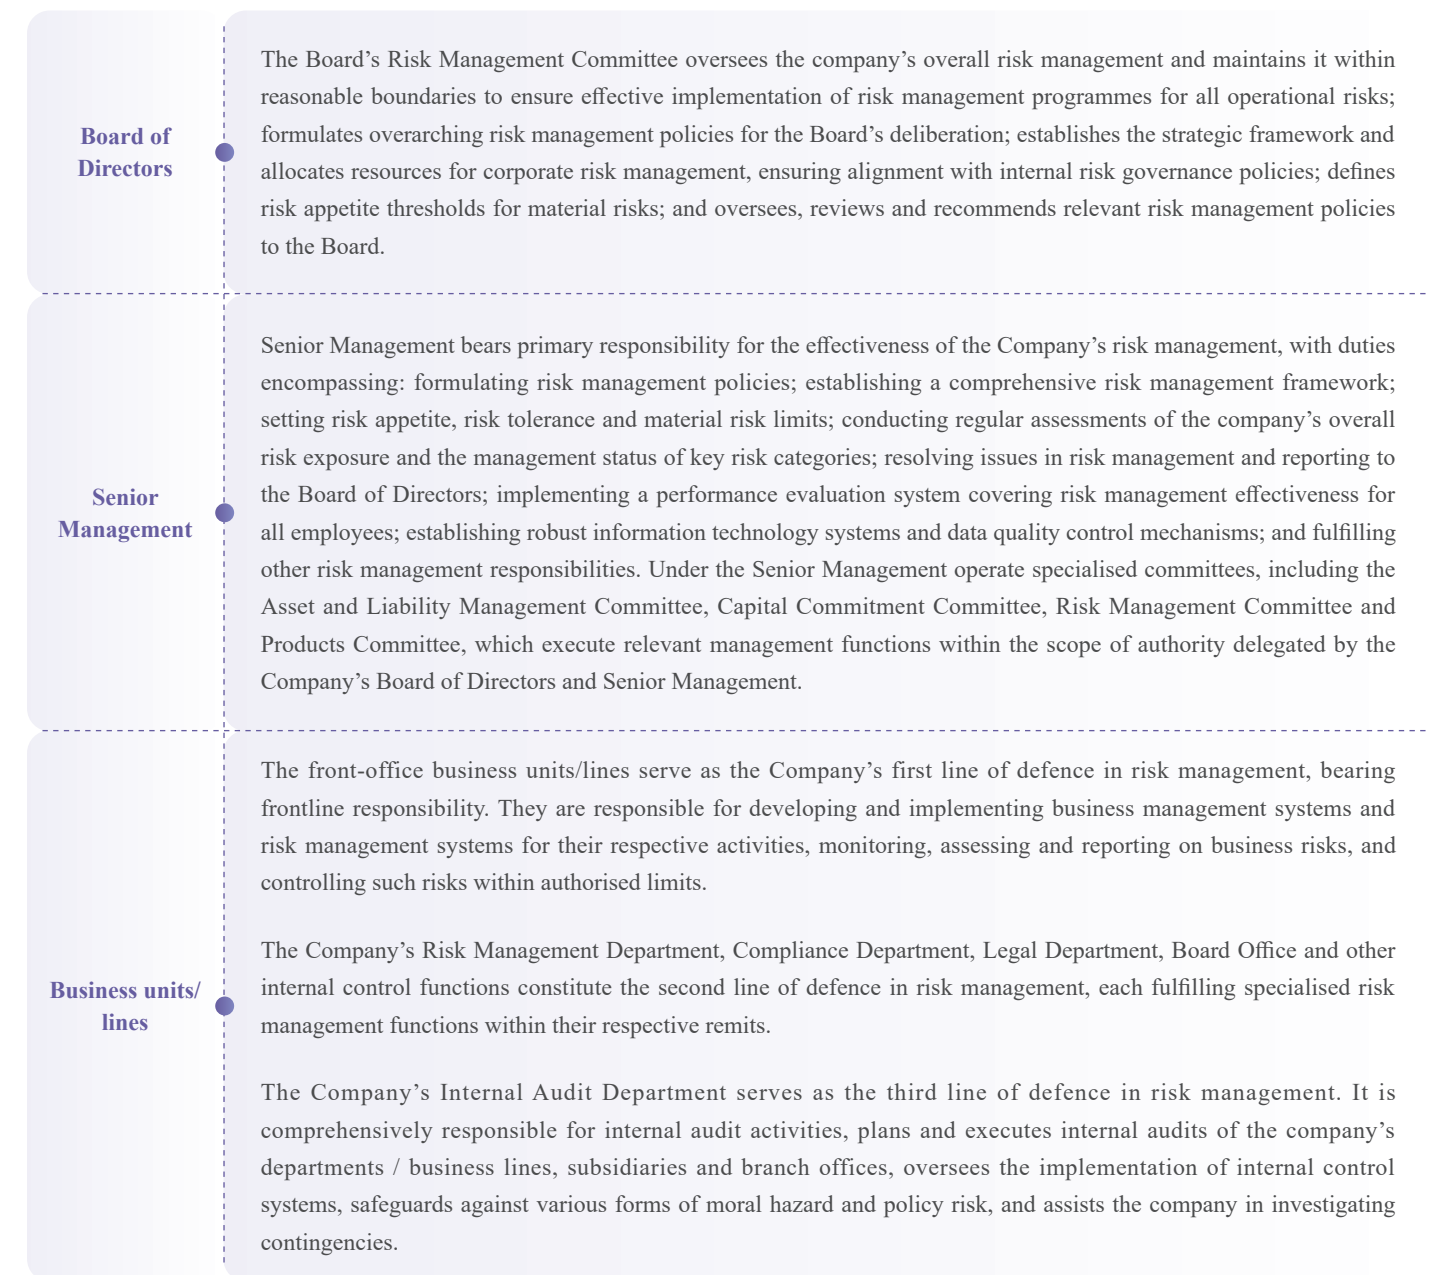 Board of
Directors
The Board’s Risk Management Committee oversees the company’s overall risk management and maintains it within
reasonable boundaries to ensure effective implementation of risk management programmes for all operational risks;
formulates overarching risk management policies for the Board’s deliberation; establishes the strategic framework and
allocates resources for corporate risk management, ensuring alignment with internal risk governance policies; defines
risk appetite thresholds for material risks; and oversees, reviews and recommends relevant risk management policies
to the Board.
Senior
Management
Senior Management bears primary responsibility for the effectiveness of the Company’s risk management, with duties
encompassing: formulating risk management policies; establishing a comprehensive risk management framework;
setting risk appetite, risk tolerance and material risk limits; conducting regular assessments of the company’s overall
risk exposure and the management status of key risk categories; resolving issues in risk management and reporting to
the Board of Directors; implementing a performance evaluation system covering risk management effectiveness for
all employees; establishing robust information technology systems and data quality control mechanisms; and fulfilling
other risk management responsibilities. Under the Senior Management operate specialised committees, including the
Asset and Liability Management Committee, Capital Commitment Committee, Risk Management Committee and
Products Committee, which execute relevant management functions within the scope of authority delegated by the
Company’s Board of Directors and Senior Management.
Business units/
lines
The front-office business units/lines serve as the Company’s first line of defence in risk management, bearing
frontline responsibility. They are responsible for developing and implementing business management systems and
risk management systems for their respective activities, monitoring, assessing and reporting on business risks, and
controlling such risks within authorised limits.
The Company’s Risk Management Department, Compliance Department, Legal Department, Board Office and other
internal control functions constitute the second line of defence in risk management, each fulfilling specialised risk
management functions within their respective remits.
The Company’s Internal Audit Department serves as the third line of defence in risk management. It is
comprehensively responsible for internal audit activities, plans and executes internal audits of the company’s
departments / business lines, subsidiaries and branch offices, oversees the implementation of internal control
systems, safeguards against various forms of moral hazard and policy risk, and assists the company in investigating
contingencies.